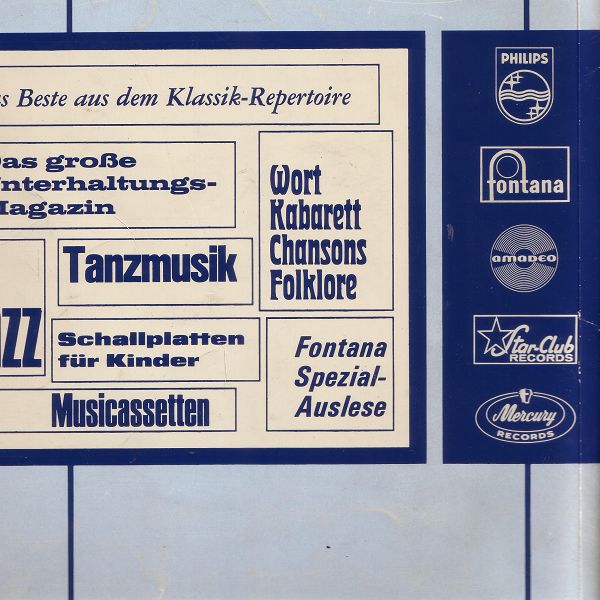 s Beste aus dem Klassik-Repertoire
as große
nterhaltungs-
agazin
Wort
Kabarett
Chansons
Folklore
Tanzmusik
ZZ
Schallplatten
für Kinder
Fontana
Spezial-
Auslese
Musicassetten
PHILIPS
fontana
amadeo
Star-Club
RECORDS
Mercury
RECORDS